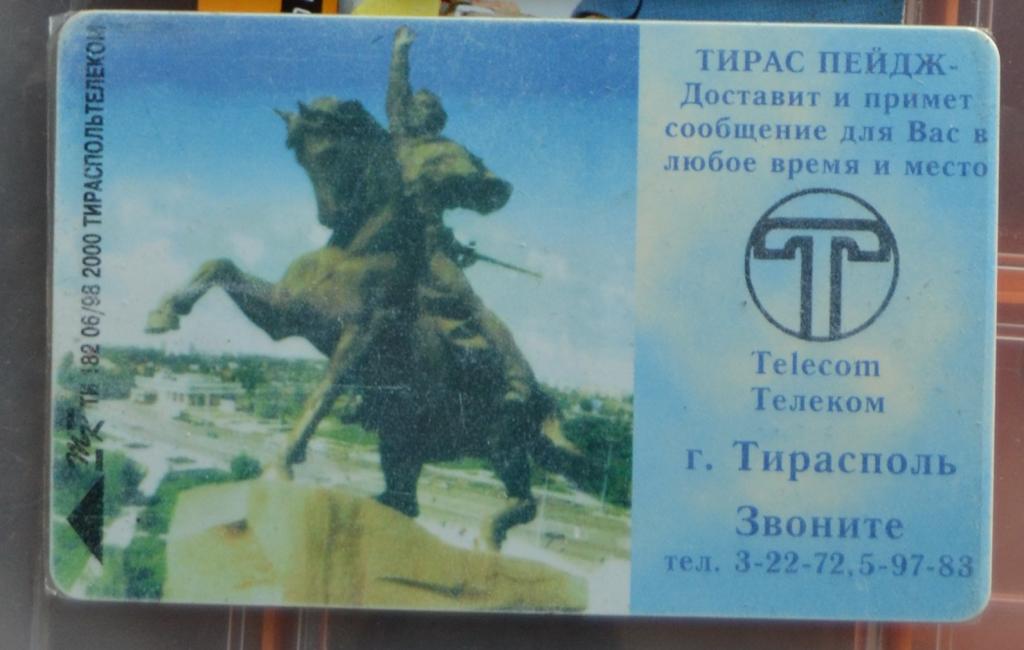 ТИРАС ПЕЙДЖ-
Доставит и примет
сообщение для Вас в
любое время и место
Т
Telecom
Телеком
г. Тирасполь
Звоните
тел. 3-22-72,5-97-83
06/98 2000 ТИРАСПОЛЬТЕЛЕКОМ